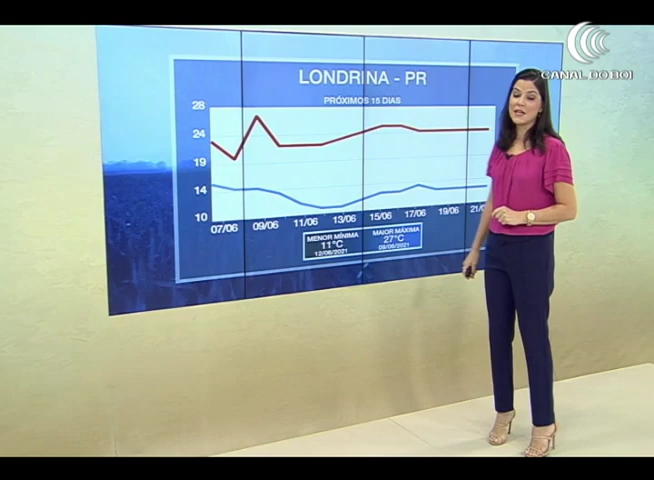 CANAL DO BOI
LONDRINA - PR
PRÓXIMOS 15 DIAS
28
24
19
14
10
07/06 09/06 11/06 13/06 15/06 17/06 19/06 21/0
MENOR MÍNIMA
11°C
12/06/2021
MAIOR MÁXIMA
27°C
09/06/2021